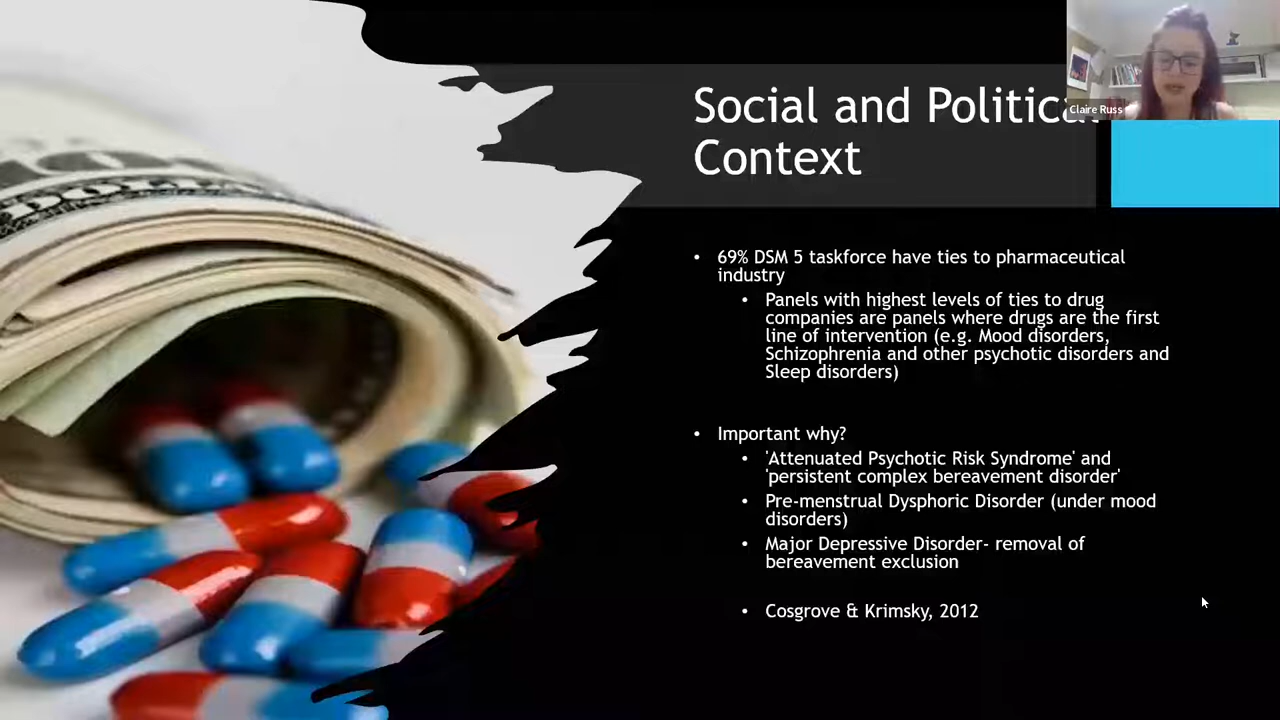 Social and Political
Context
Claire Russ
• 69% DSM 5 taskforce have ties to pharmaceutical
industry
• Panels with highest levels of ties to drug
companies are panels where drugs are the first
line of intervention (e.g. Mood disorders,
Schizophrenia and other psychotic disorders and
Sleep disorders)
• Important why?
• 'Attenuated Psychotic Risk Syndrome' and
'persistent complex bereavement disorder'
• Pre-menstrual Dysphoric Disorder (under mood
disorders)
• Major Depressive Disorder- removal of
bereavement exclusion
• Cosgrove & Krimsky, 2012